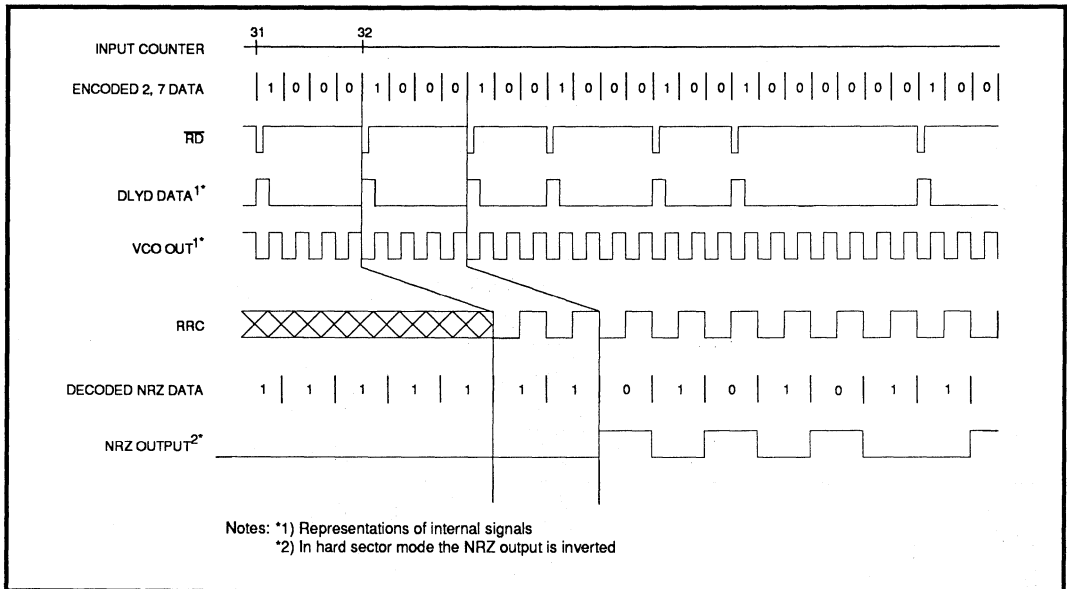 31 32
INPUT COUNTER
ENCODED 2, 7 DATA 1 0 0 0 1 0 0 0 1 0 0 1 0 0 0 1 0 0 1 0 0 0 0 0 0 1 0 0
RD
DLYD DATA1*
VCO OUT1*
RRC
DECODED NRZ DATA 1 1 1 1 1 1 1 0 1 0 1 0 1 1
NRZ OUTPUT2*
Notes: *1) Representations of internal signals
*2) In hard sector mode the NRZ output is inverted